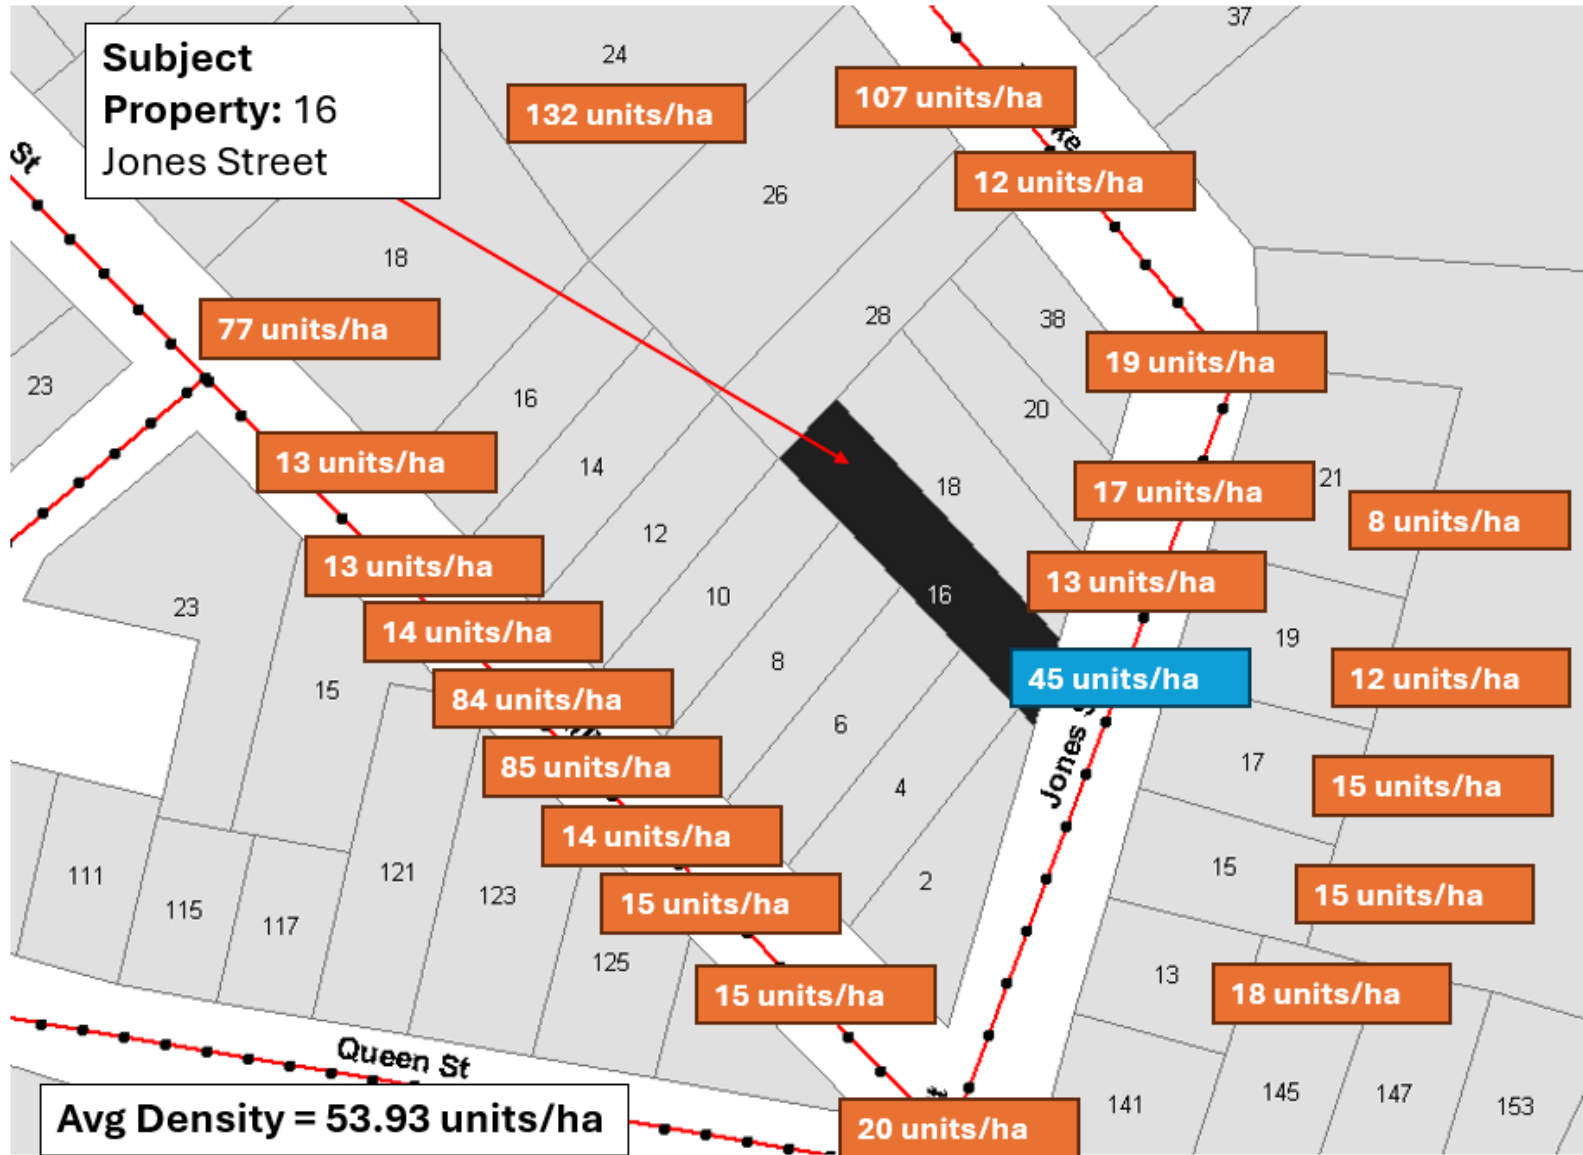 Subject
Property: 16
Jones Street
24
37
132 units/ha
107 units/ha
St
ke
12 units/ha
26
18
77 units/ha
28
38
19 units/ha
23
16
20
13 units/ha
14
18
17 units/ha
21
8 units/ha
12
13 units/ha
13 units/ha
10
16
23
14 units/ha
19
8
15
84 units/ha
45 units/ha
12 units/ha
6
Jones S
17
85 units/ha
4
15 units/ha
14 units/ha
111
121
2
15
123
15 units/ha
15 units/ha
115
117
125
13
15 units/ha
18 units/ha
Queen St
t
145
147
141
153
Avg Density = 53.93 units/ha
20 units/ha